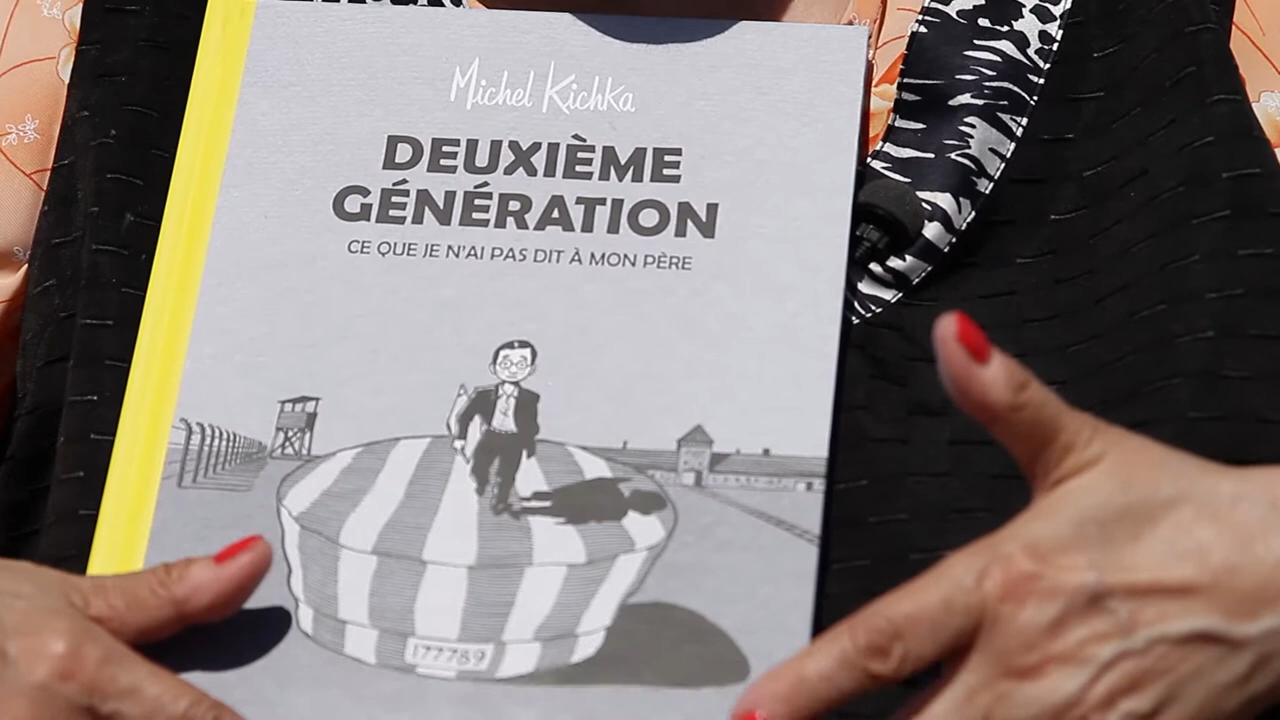 Michel Kichka
DEUXIÈME
GÉNÉRATION
CE QUE JE N'AI PAS DIT À MON PÈRE
177789